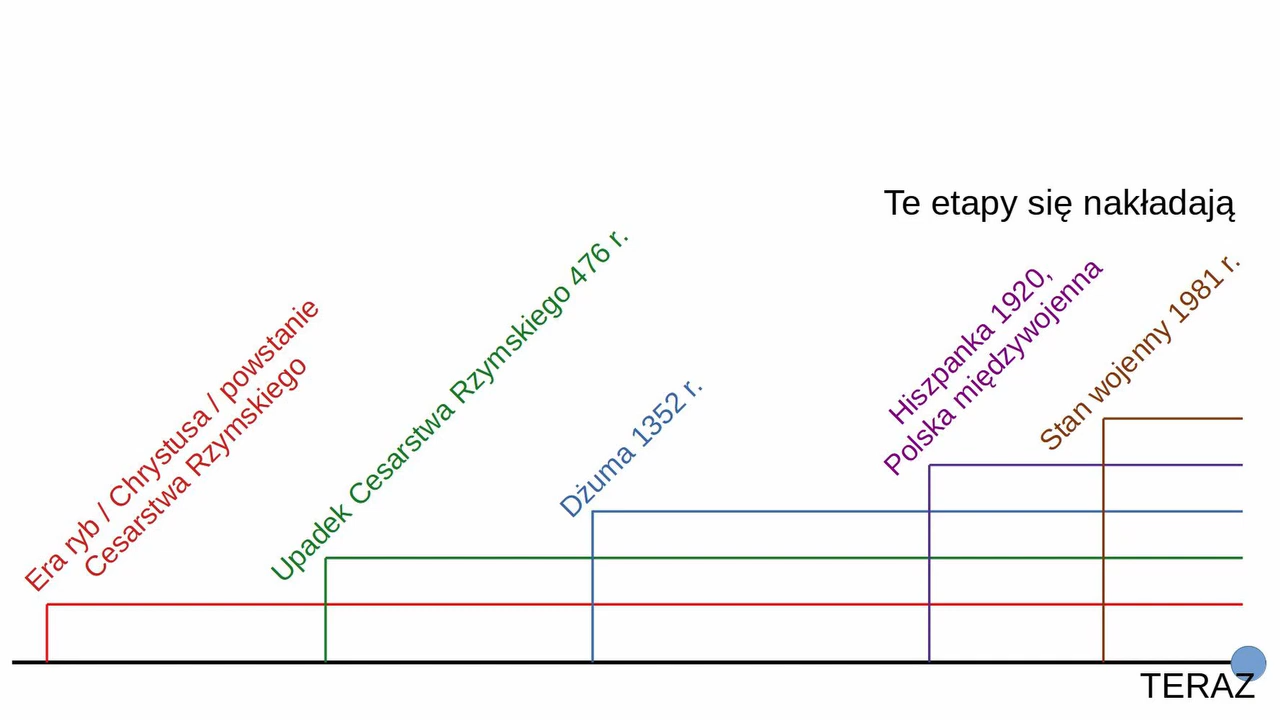 Te etapy się nakładają
Era ryb / Chrystusa / powstanie
Cesarstwa Rzymskiego
Upadek Cesarstwa Rzymskiego 476 r.
Dżuma 1352 r.
Hiszpanka 1920,
Polska międzywojenna
Stan wojenny 1981 r.
TERAZ